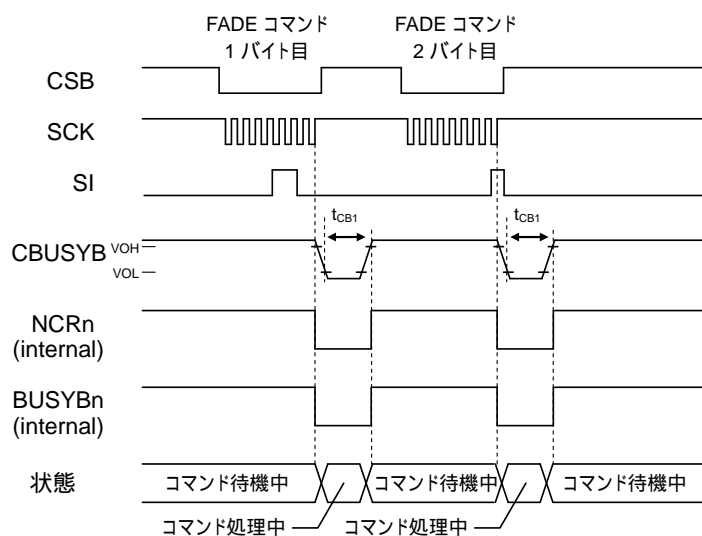 FADE コマンド
1 バイト目
FADE コマンド
2 バイト目
CSB
SCK
SI
tCB1
tCB1
CBUSYB
VOH
VOL
NCRn
(internal)
BUSYBn
(internal)
状態
コマンド待機中
コマンド待機中
コマンド待機中
コマンド処理中
コマンド処理中